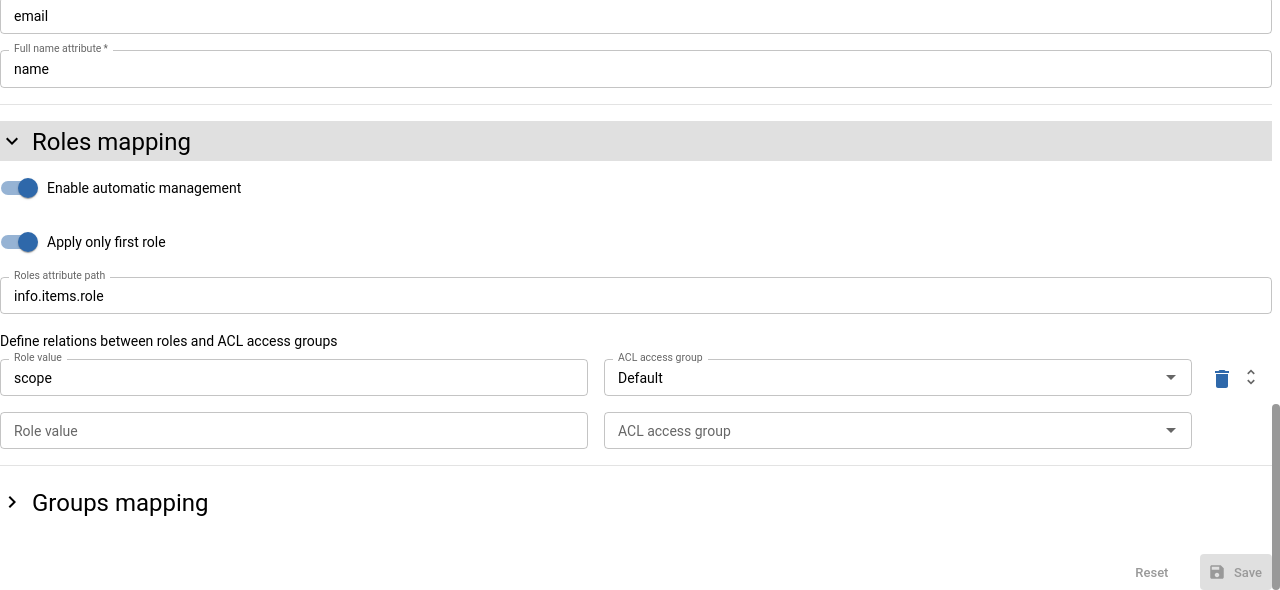 email
Full name attribute *
name
Roles mapping
Enable automatic management
Apply only first role
Roles attribute path
info.items.role
Define relations between roles and ACL access groups
Role value
ACL access group
scope
Default
Role value
ACL access group
Groups mapping
Reset
Save